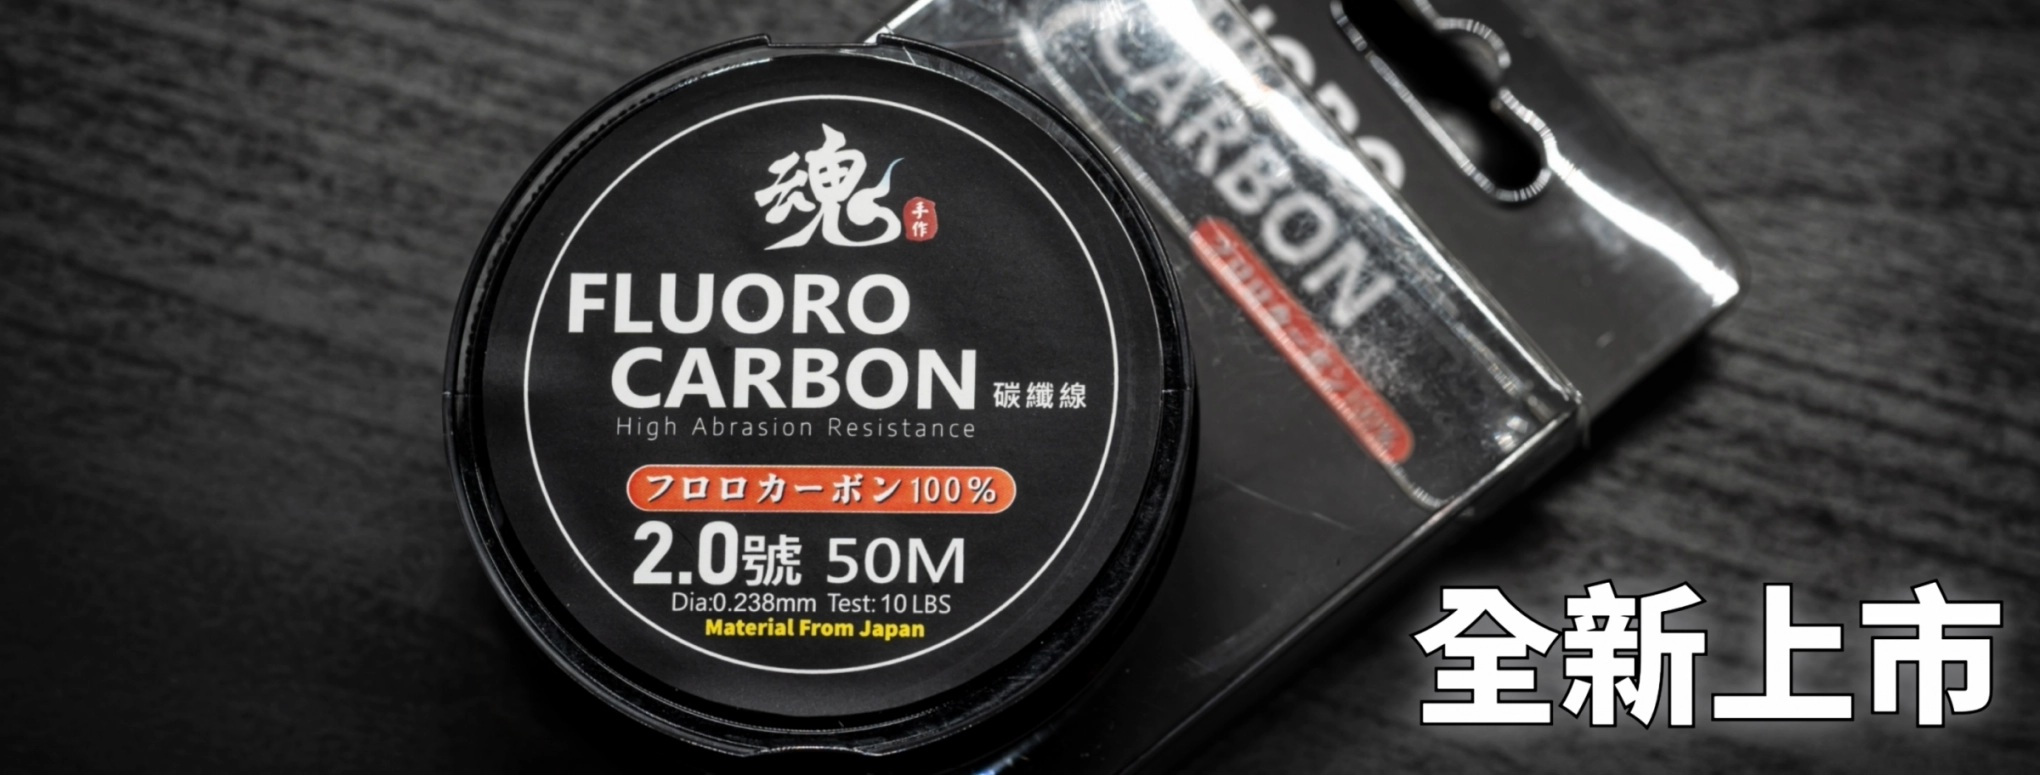 魂
手作
FLUORO
CARBON 碳纖線
High Abrasion Resistance
フロロカーボン100%
2.0號 50M
Dia:0.238mm Test: 10 LBS
Material From Japan
CARBON
全新上市